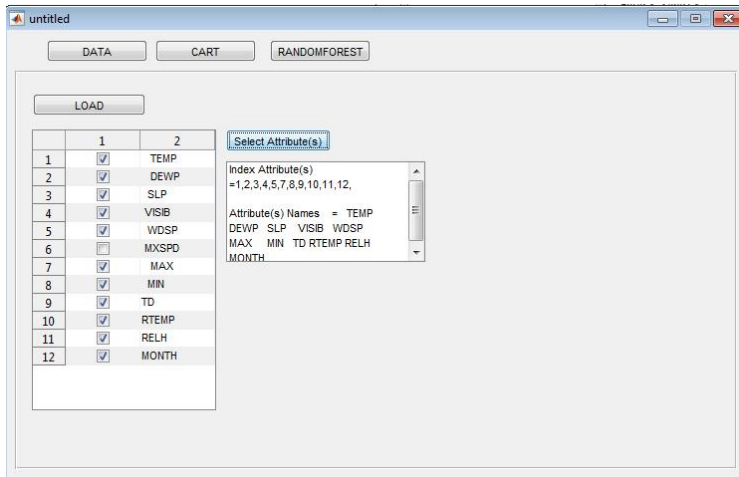 untitled
DATA CART RANDOMFOREST
LOAD
Select Attribute(s)
1 2
1 TEMP
2 DEWP
3 SLP
4 VISIB
5 WDSP
6 MXSPD
7 MAX
8 MIN
9 TD
10 RTEMP
11 RELH
12 MONTH
Index Attribute(s)
=1,2,3,4,5,7,8,9,10,11,12,
Attribute(s) Names = TEMP
DEWP SLP VISIB WDSP
MAX MIN TD RTEMP RELH
MONTH